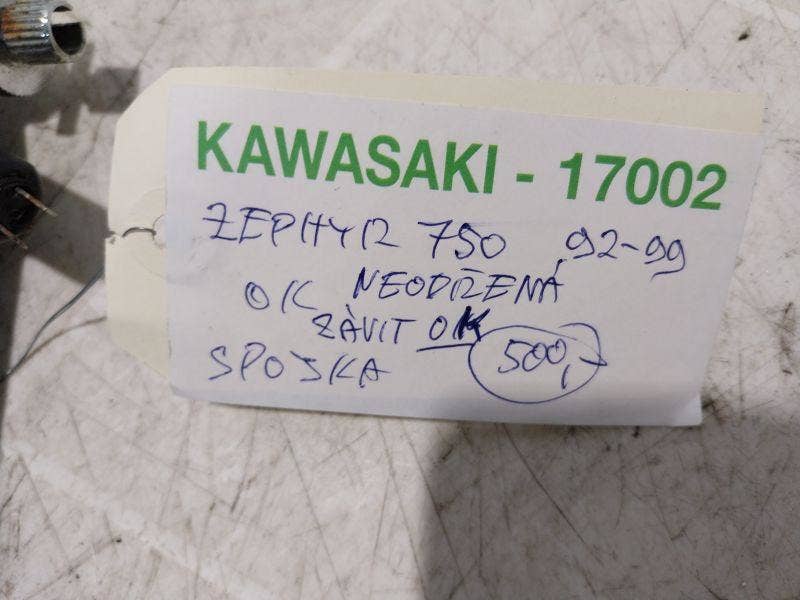 KAWASAKI - 17002
ZEPHYR 750 92-99
OK NEODŘENÁ
ZÁVIT OK
SPOJKA 500,-